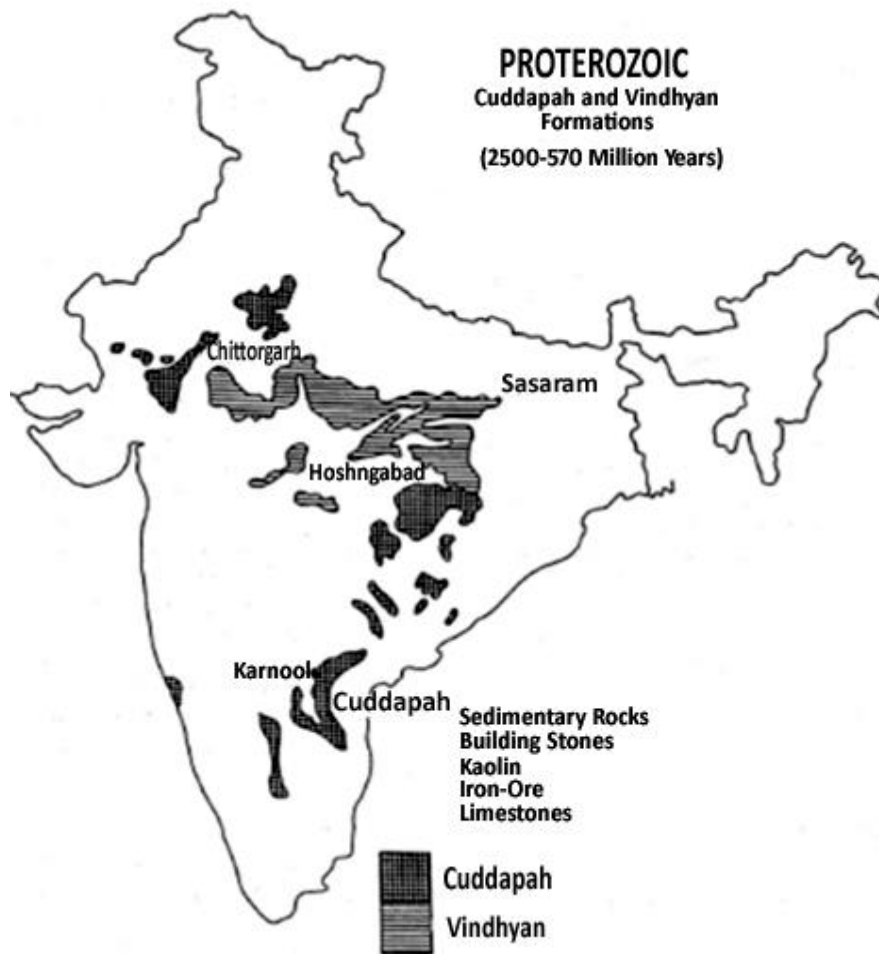 PROTEROZOIC
Cuddapah and Vindhyan
Formations
(2500-570 Million Years)
Chittorgarh
Sasaram
Hoshngabad
Karnool
Cuddapah
Sedimentary Rocks
Building Stones
Kaolin
Iron-Ore
Limestones
Cuddapah
Vindhyan